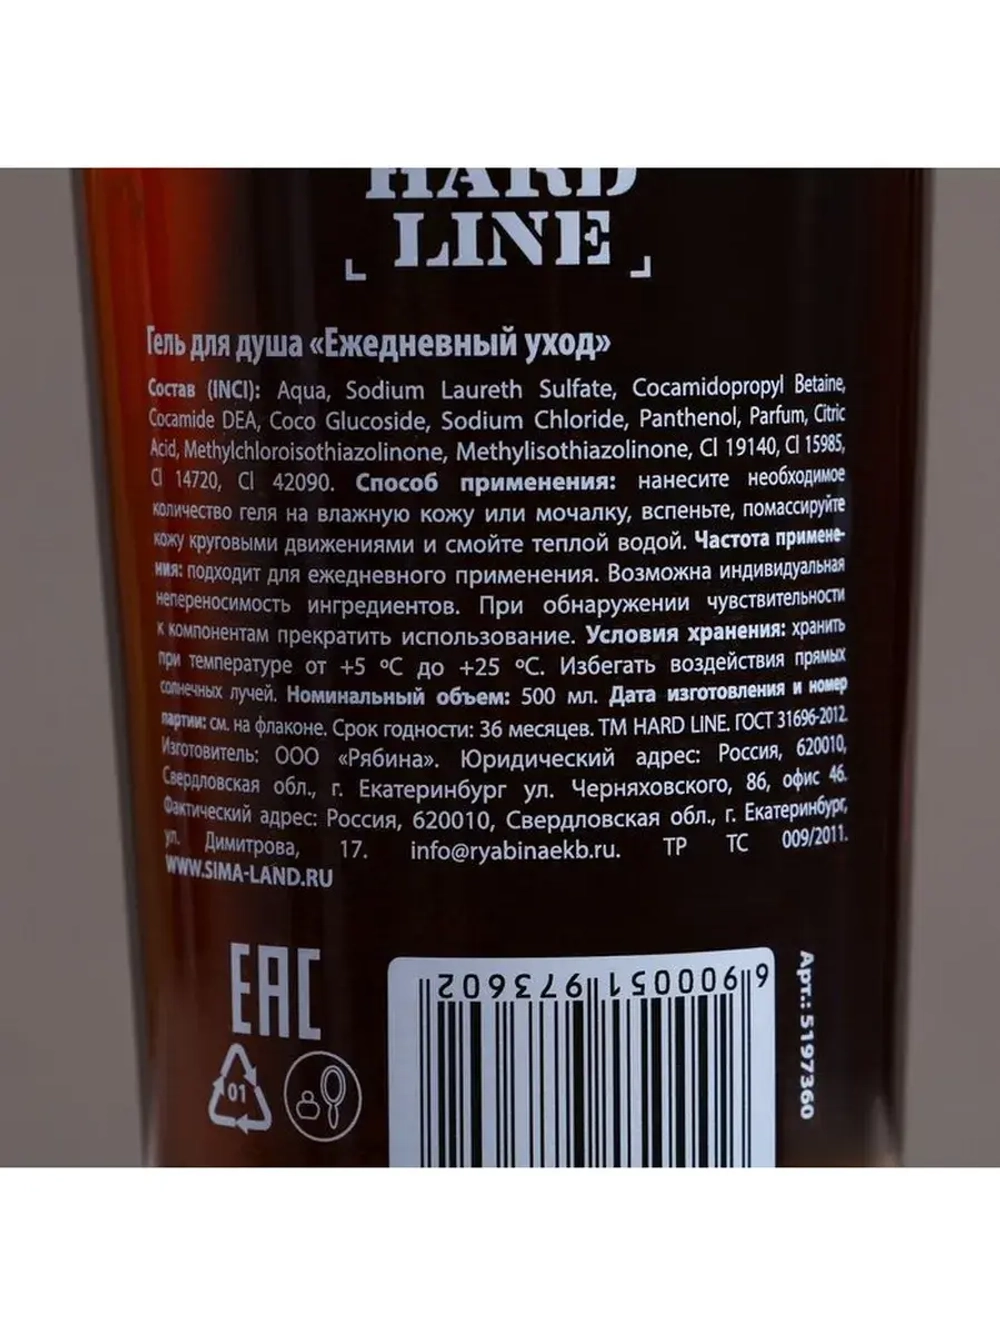 HARD
LINE
Гель для душа «Ежедневный уход»
Состав (INCI): Aqua, Sodium Laureth Sulfate, Cocamidopropyl Betaine,
Cocamide DEA, Coco Glucoside, Sodium Chloride, Panthenol, Parfum, Citric
Acid, Methylchloroisothiazolinone, Methylisothiazolinone, Cl 19140, Cl 15985,
Cl 14720, Cl 42090. Способ применения: нанесите необходимое
количество геля на влажную кожу или мочалку, вспеньте, помассируйте
кожу круговыми движениями и смойте теплой водой. Частота примене-
ния: подходит для ежедневного применения. Возможна индивидуальная
непереносимость ингредиентов. При обнаружении чувствительности
к компонентам прекратить использование. Условия хранения: хранить
при температуре от +5 ºC до +25 ºC. Избегать воздействия прямых
солнечных лучей. Номинальный объем: 500 мл. Дата изготовления и номер
партии: см. на флаконе. Срок годности: 36 месяцев. ТМ HARD LINE. ГОСТ 31696-2012.
Изготовитель: ООО «Рябина». Юридический адрес: Россия, 620010,
Свердловская обл., г. Екатеринбург ул. Черняховского, 86, офис 46.
Фактический адрес: Россия, 620010, Свердловская обл., г. Екатеринбург,
ул. Димитрова, 17. info@ryabinaekb.ru. ТР ТС 009/2011.
WWW.SIMA-LAND.RU
EAC
01
6 900051 973602
Арт.: 5197360